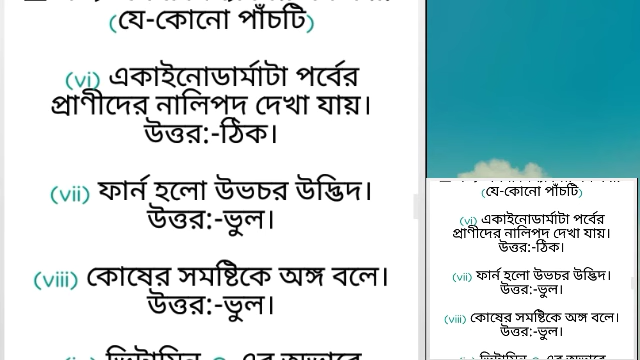 (যে-কোনো পাঁচটি)
(vi) একাইনোডার্মাটা পর্বের
প্রাণীদের নালিপদ দেখা যায়।
উত্তর:-ঠিক।
(vii) ফার্ন হলো উভচর উদ্ভিদ।
উত্তর:-ভুল।
(viii) কোষের সমষ্টিকে অঙ্গ বলে।
উত্তর:-ভুল।
(যে-কোনো পাঁচটি)
(vi) একাইনোডার্মাটা পর্বের
প্রাণীদের নালিপদ দেখা যায়।
উত্তর:-ঠিক।
(vii) ফার্ন হলো উভচর উদ্ভিদ।
উত্তর:-ভুল।
(viii) কোষের সমষ্টিকে অঙ্গ বলে।
উত্তর:-ভুল।